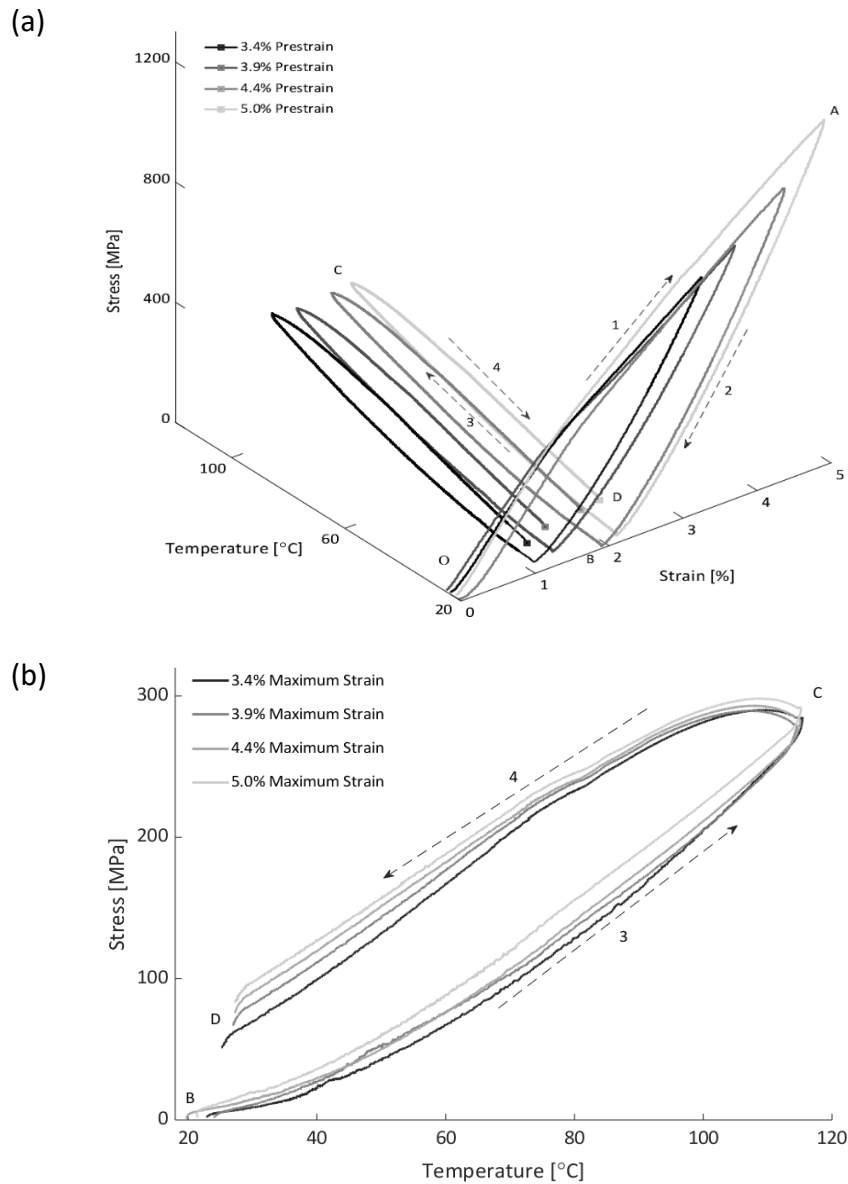 (a)
3.4% Prestrain
3.9% Prestrain
4.4% Prestrain
5.0% Prestrain
1200
800
400
0
Stress [MPa]
100
60
20
Temperature [°C]
0
1
2
3
4
5
Strain [%]
A
C
1
4
2
3
D
B
O
(b)
3.4% Maximum Strain
3.9% Maximum Strain
4.4% Maximum Strain
5.0% Maximum Strain
300
200
100
0
Stress [MPa]
C
4
3
D
B
20
40
60
80
100
120
Temperature [°C]